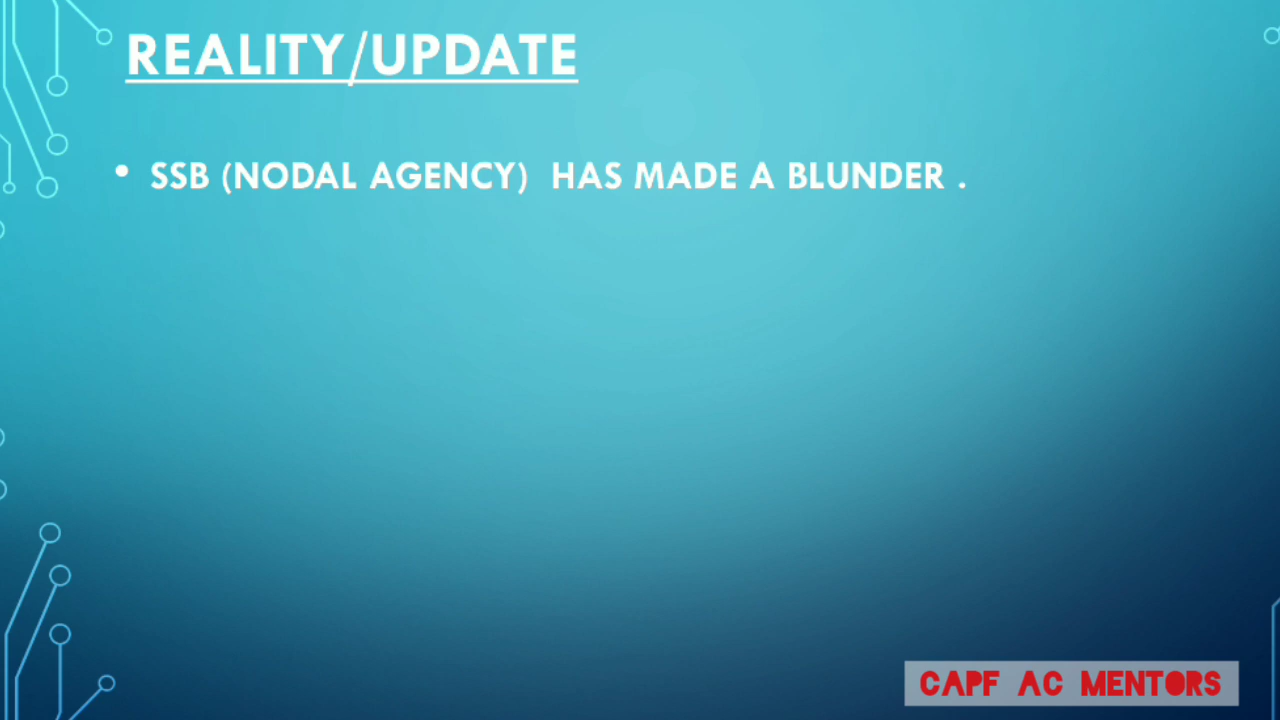 REALITY/UPDATE
• SSB (NODAL AGENCY) HAS MADE A BLUNDER .
CAPF AC MENTORS